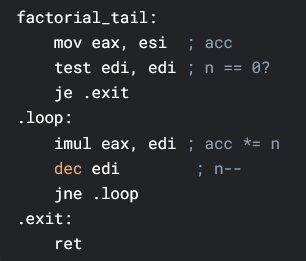 factorial_tail:
    mov eax, esi  ; acc
    test edi, edi ; n == 0?
    je .exit
.loop:
    imul eax, edi ; acc *= n
    dec edi       ; n--
    jne .loop
.exit:
    ret